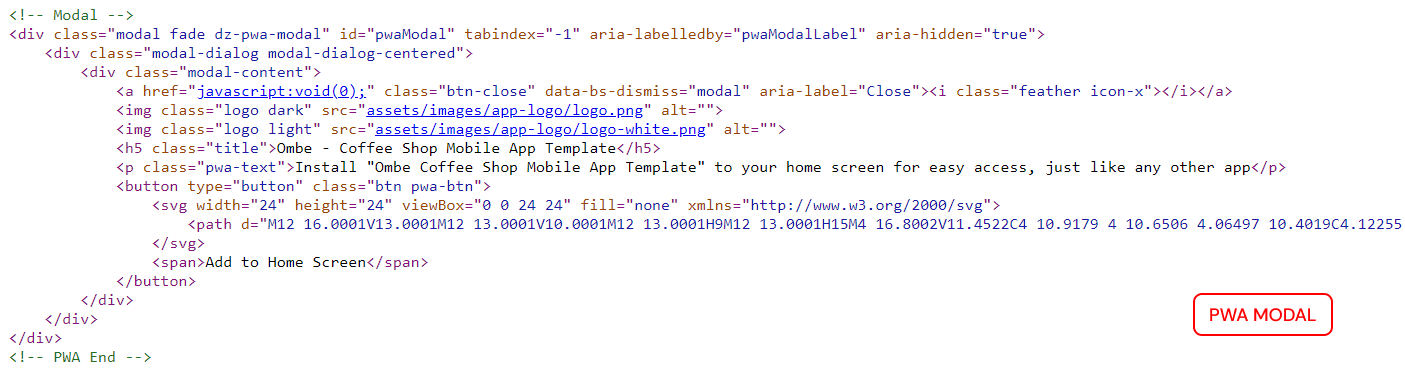 <!-- Modal -->
<div class="modal fade dz-pwa-modal" id="pwaModal" tabindex="-1" aria-labelledby="pwaModalLabel" aria-hidden="true">
<div class="modal-dialog modal-dialog-centered">
<div class="modal-content">
<a href="javascript:void(0);" class="btn-close" data-bs-dismiss="modal" aria-label="Close"><i class="feather icon-x"></i></a>
<img class="logo dark" src="assets/images/app-logo/logo.png" alt="">
<img class="logo light" src="assets/images/app-logo/logo-white.png" alt="">
<h5 class="title">Ombe - Coffee Shop Mobile App Template</h5>
<p class="pwa-text">Install "Ombe Coffee Shop Mobile App Template" to your home screen for easy access, just like any other app</p>
<button type="button" class="btn pwa-btn">
<svg width="24" height="24" viewBox="0 0 24 24" fill="none" xmlns="http://www.w3.org/2000/svg">
<path d="M12 16.0001V13.0001M12 13.0001V10.0001M12 13.0001H9M12 13.0001H15M4 16.8002V11.4522C4 10.9179 4 10.6506 4.06497 10.4019C4.12255
</svg>
<span>Add to Home Screen</span>
</button>
</div>
</div>
</div>
<!-- PWA End -->
PWA MODAL